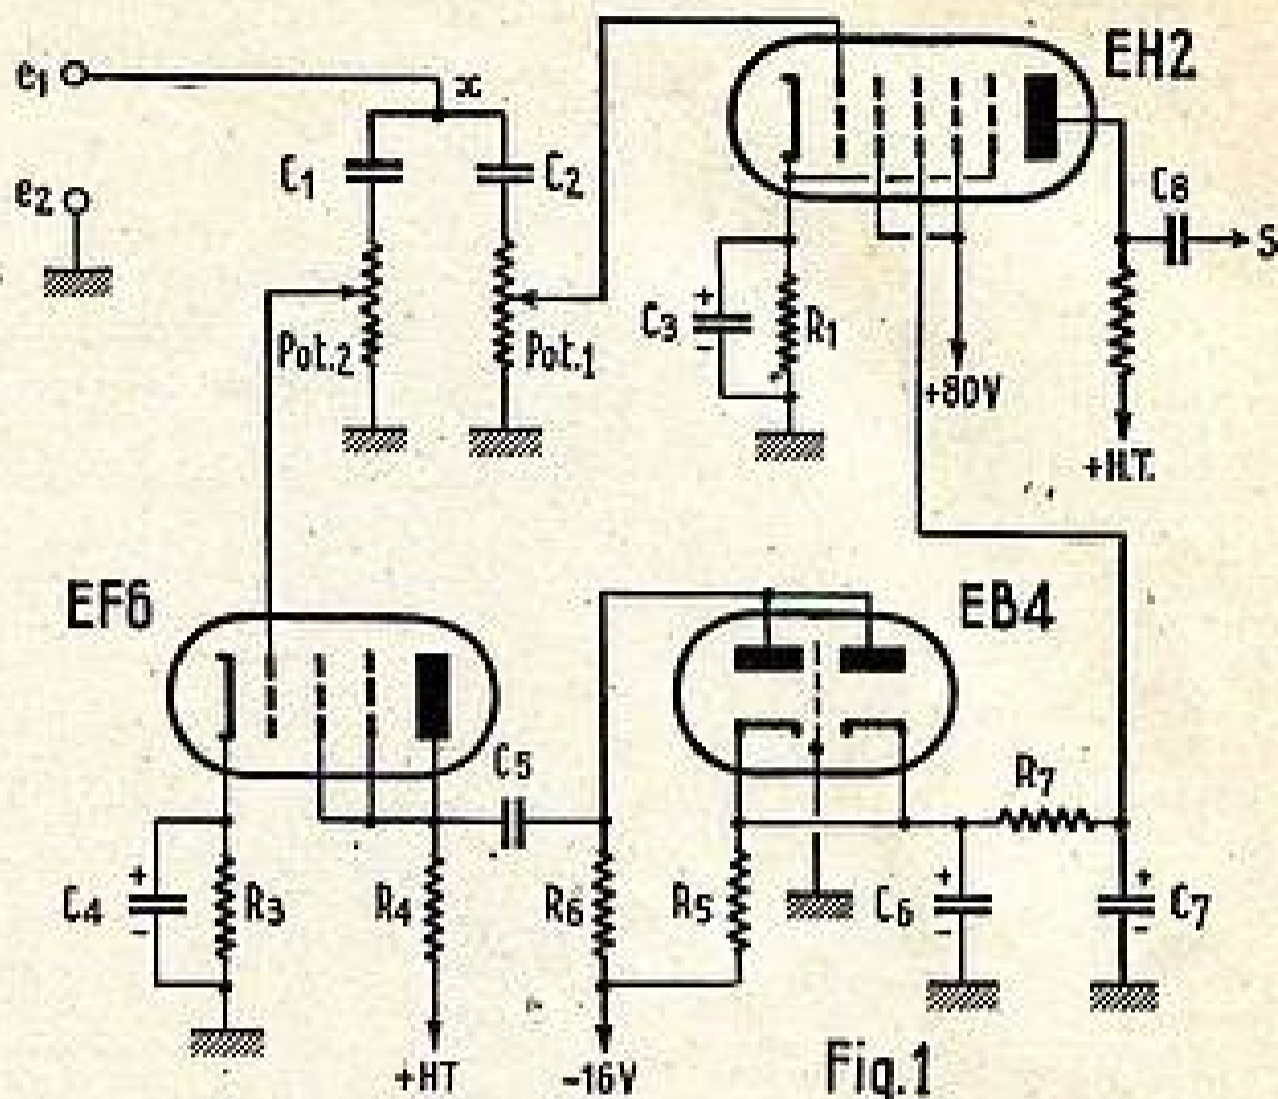 EH2
e1
x
C1
C2
C8
e2
S
C3
+
-
R1
Pot.2
Pot.1
+80V
+H.T.
EF6
EB4
C5
R7
C4
+
-
R3
R4
R6
R5
C6
+
-
+
-
C7
+HT
-16V
Fig.1